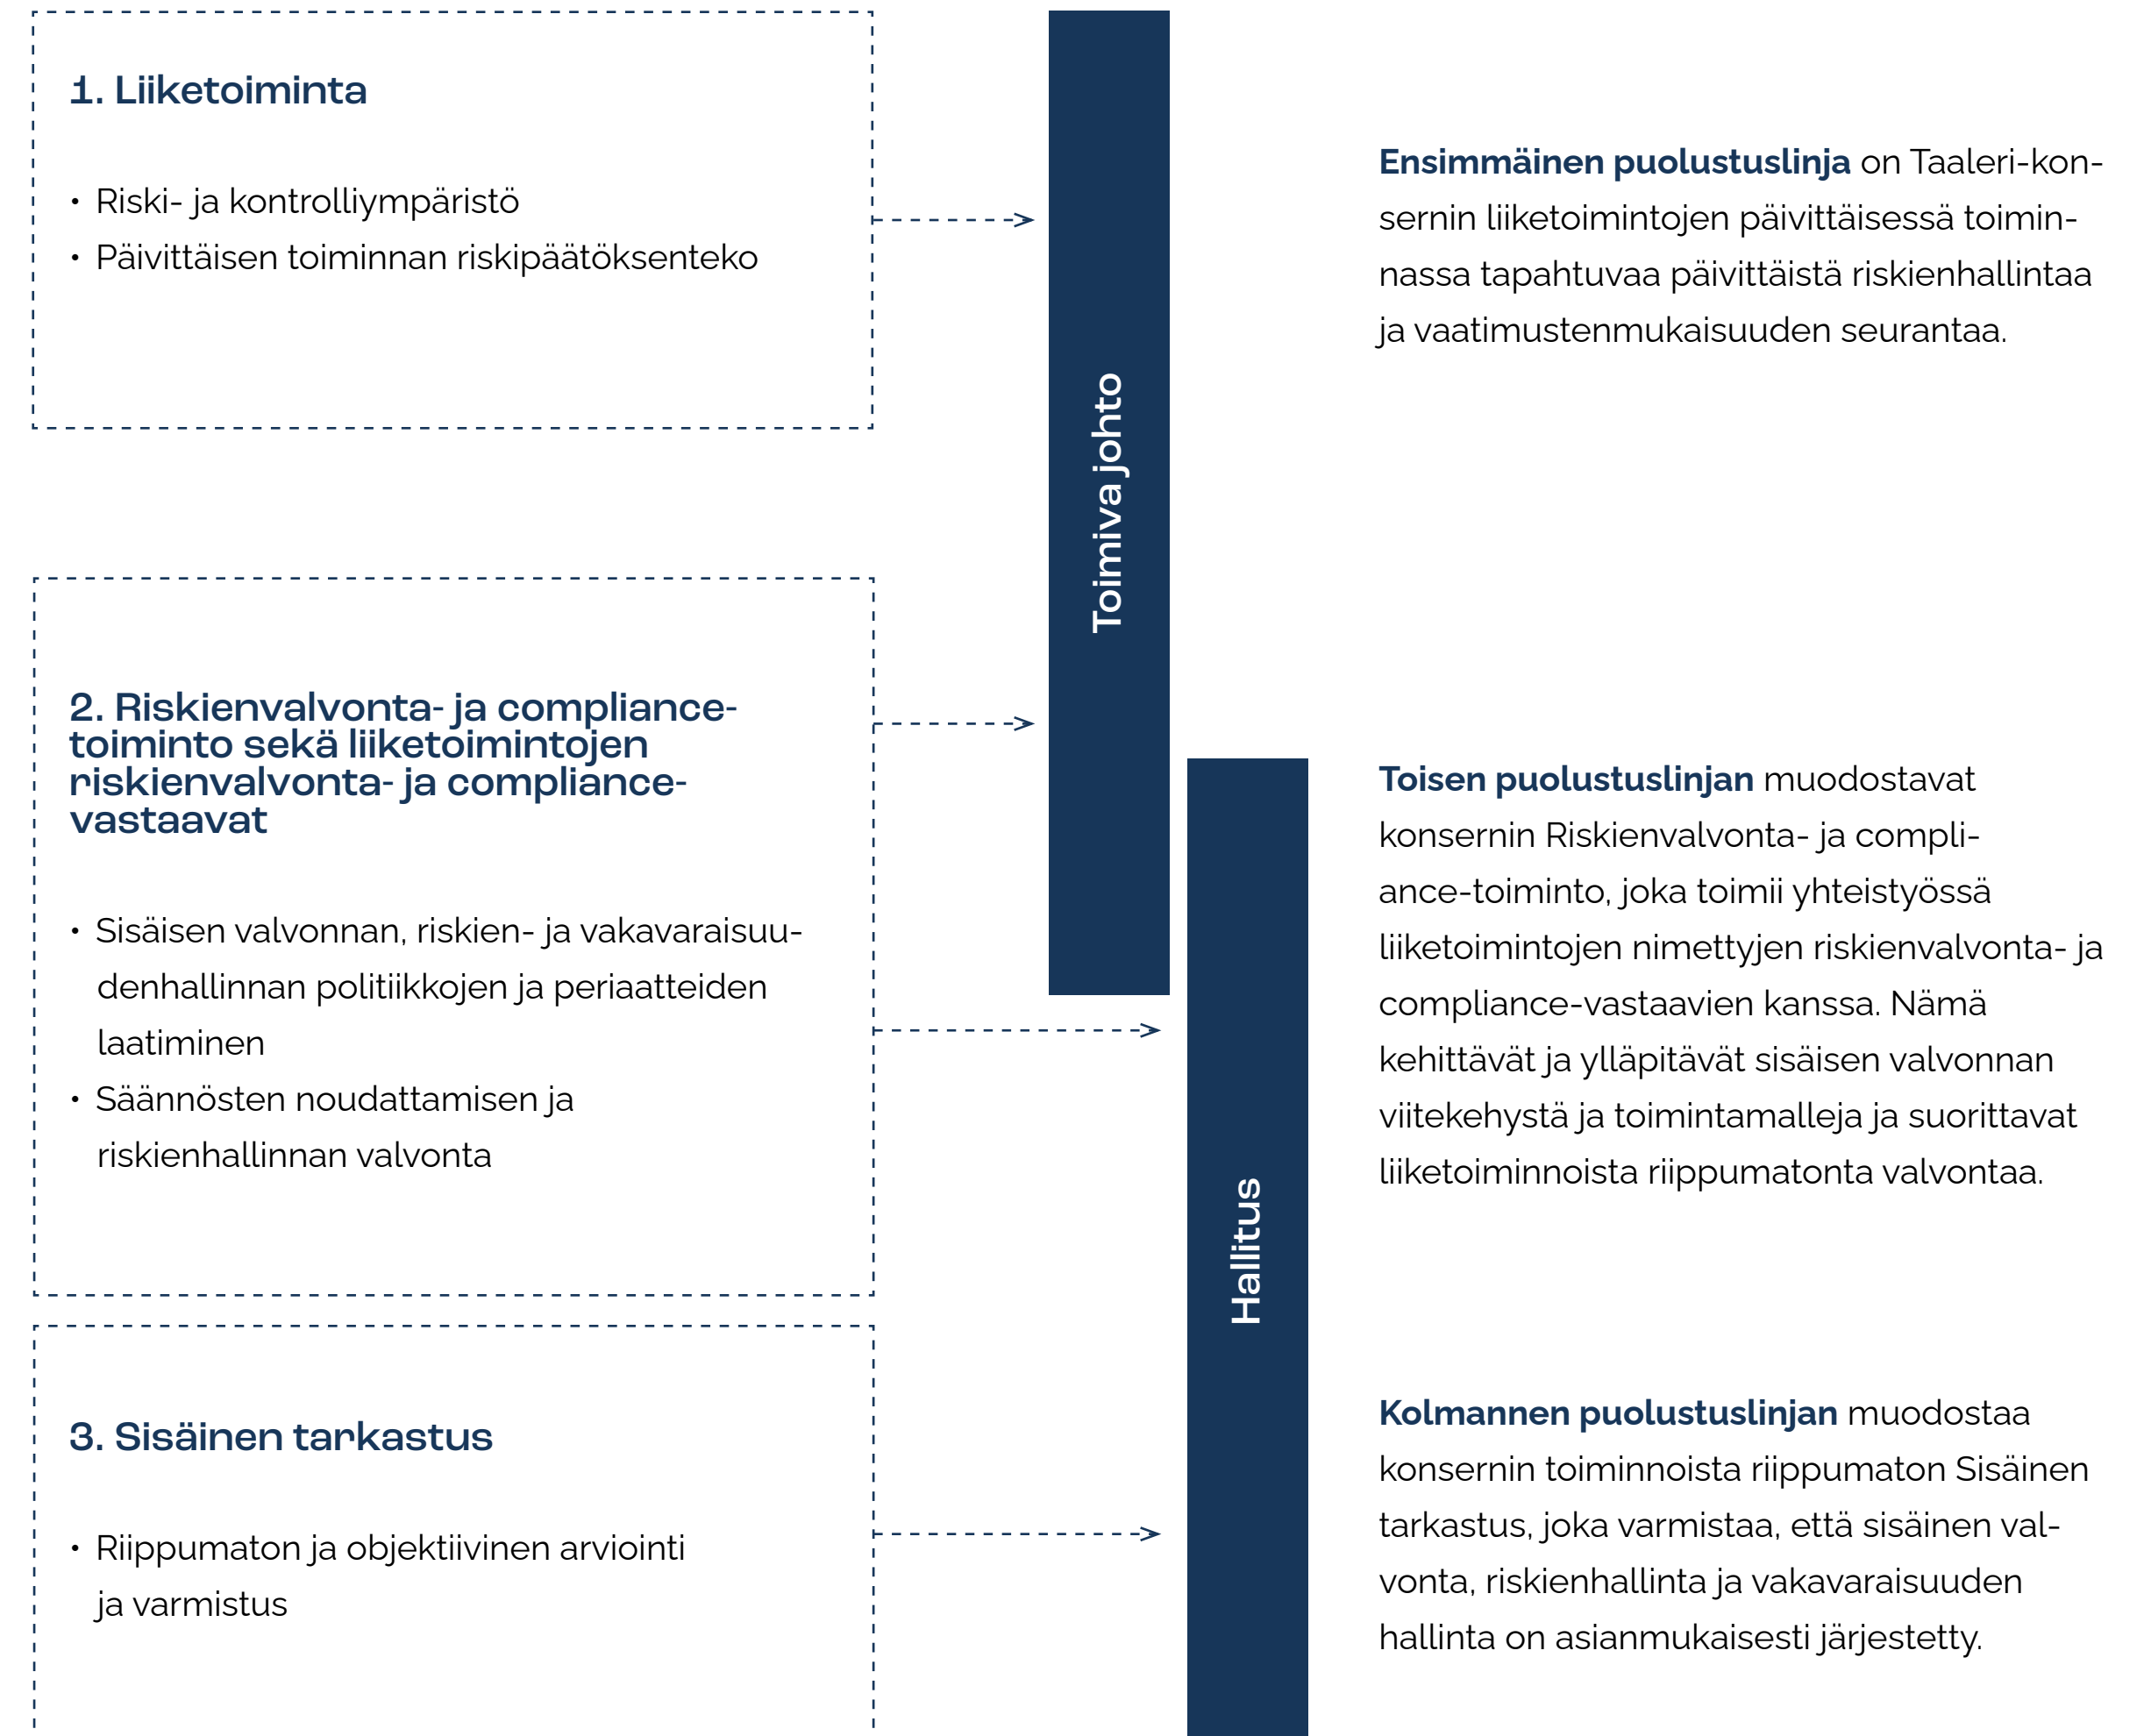 1. Liiketoiminta
• Riski- ja kontrolliympäristö
• Päivittäisen toiminnan riskipäätöksenteko
Toimiva johto
Ensimmäinen puolustuslinja on Taaleri-kon-
sernin liiketoimintojen päivittäisessä toimin-
nassa tapahtuvaa päivittäistä riskienhallintaa
ja vaatimustenmukaisuuden seurantaa.
2. Riskienvalvonta- ja compliance-
toiminto sekä liiketoimintojen
riskienvalvonta- ja compliance-
vastaavat
• Sisäisen valvonnan, riskien- ja vakavaraisuu-
denhallinnan politiikkojen ja periaatteiden
laatiminen
• Säännösten noudattamisen ja
riskienhallinnan valvonta
Hallitus
Toisen puolustuslinjan muodostavat
konsernin Riskienvalvonta- ja compli-
ance-toiminto, joka toimii yhteistyössä
liiketoimintojen nimettyjen riskienvalvonta- ja
compliance-vastaavien kanssa. Nämä
kehittävät ja ylläpitävät sisäisen valvonnan
viitekehystä ja toimintamalleja ja suorittavat
liiketoiminnoista riippumatonta valvontaa.
3. Sisäinen tarkastus
• Riippumaton ja objektiivinen arviointi
ja varmistus
Kolmannen puolustuslinjan muodostaa
konsernin toiminnoista riippumaton Sisäinen
tarkastus, joka varmistaa, että sisäinen val-
vonta, riskienhallinta ja vakavaraisuuden
hallinta on asianmukaisesti järjestetty.